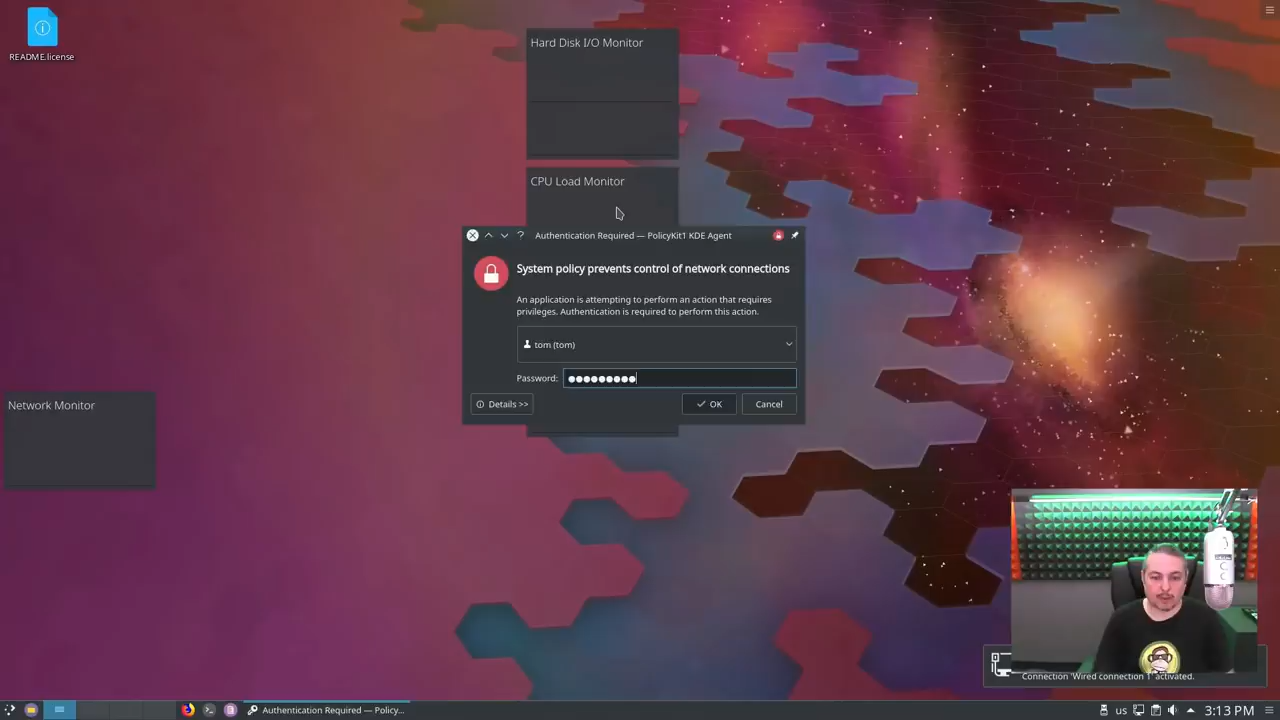 README.license
Hard Disk I/O Monitor
CPU Load Monitor
Authentication Required — PolicyKit1 KDE Agent
System policy prevents control of network connections
An application is attempting to perform an action that requires
privileges. Authentication is required to perform this action.
tom (tom)
Password: ●●●●●●●●●
Details >>
OK
Cancel
Network Monitor
Connection 'Wired connection 1' activated.
Authentication Required — Policy...
us
3:13 PM